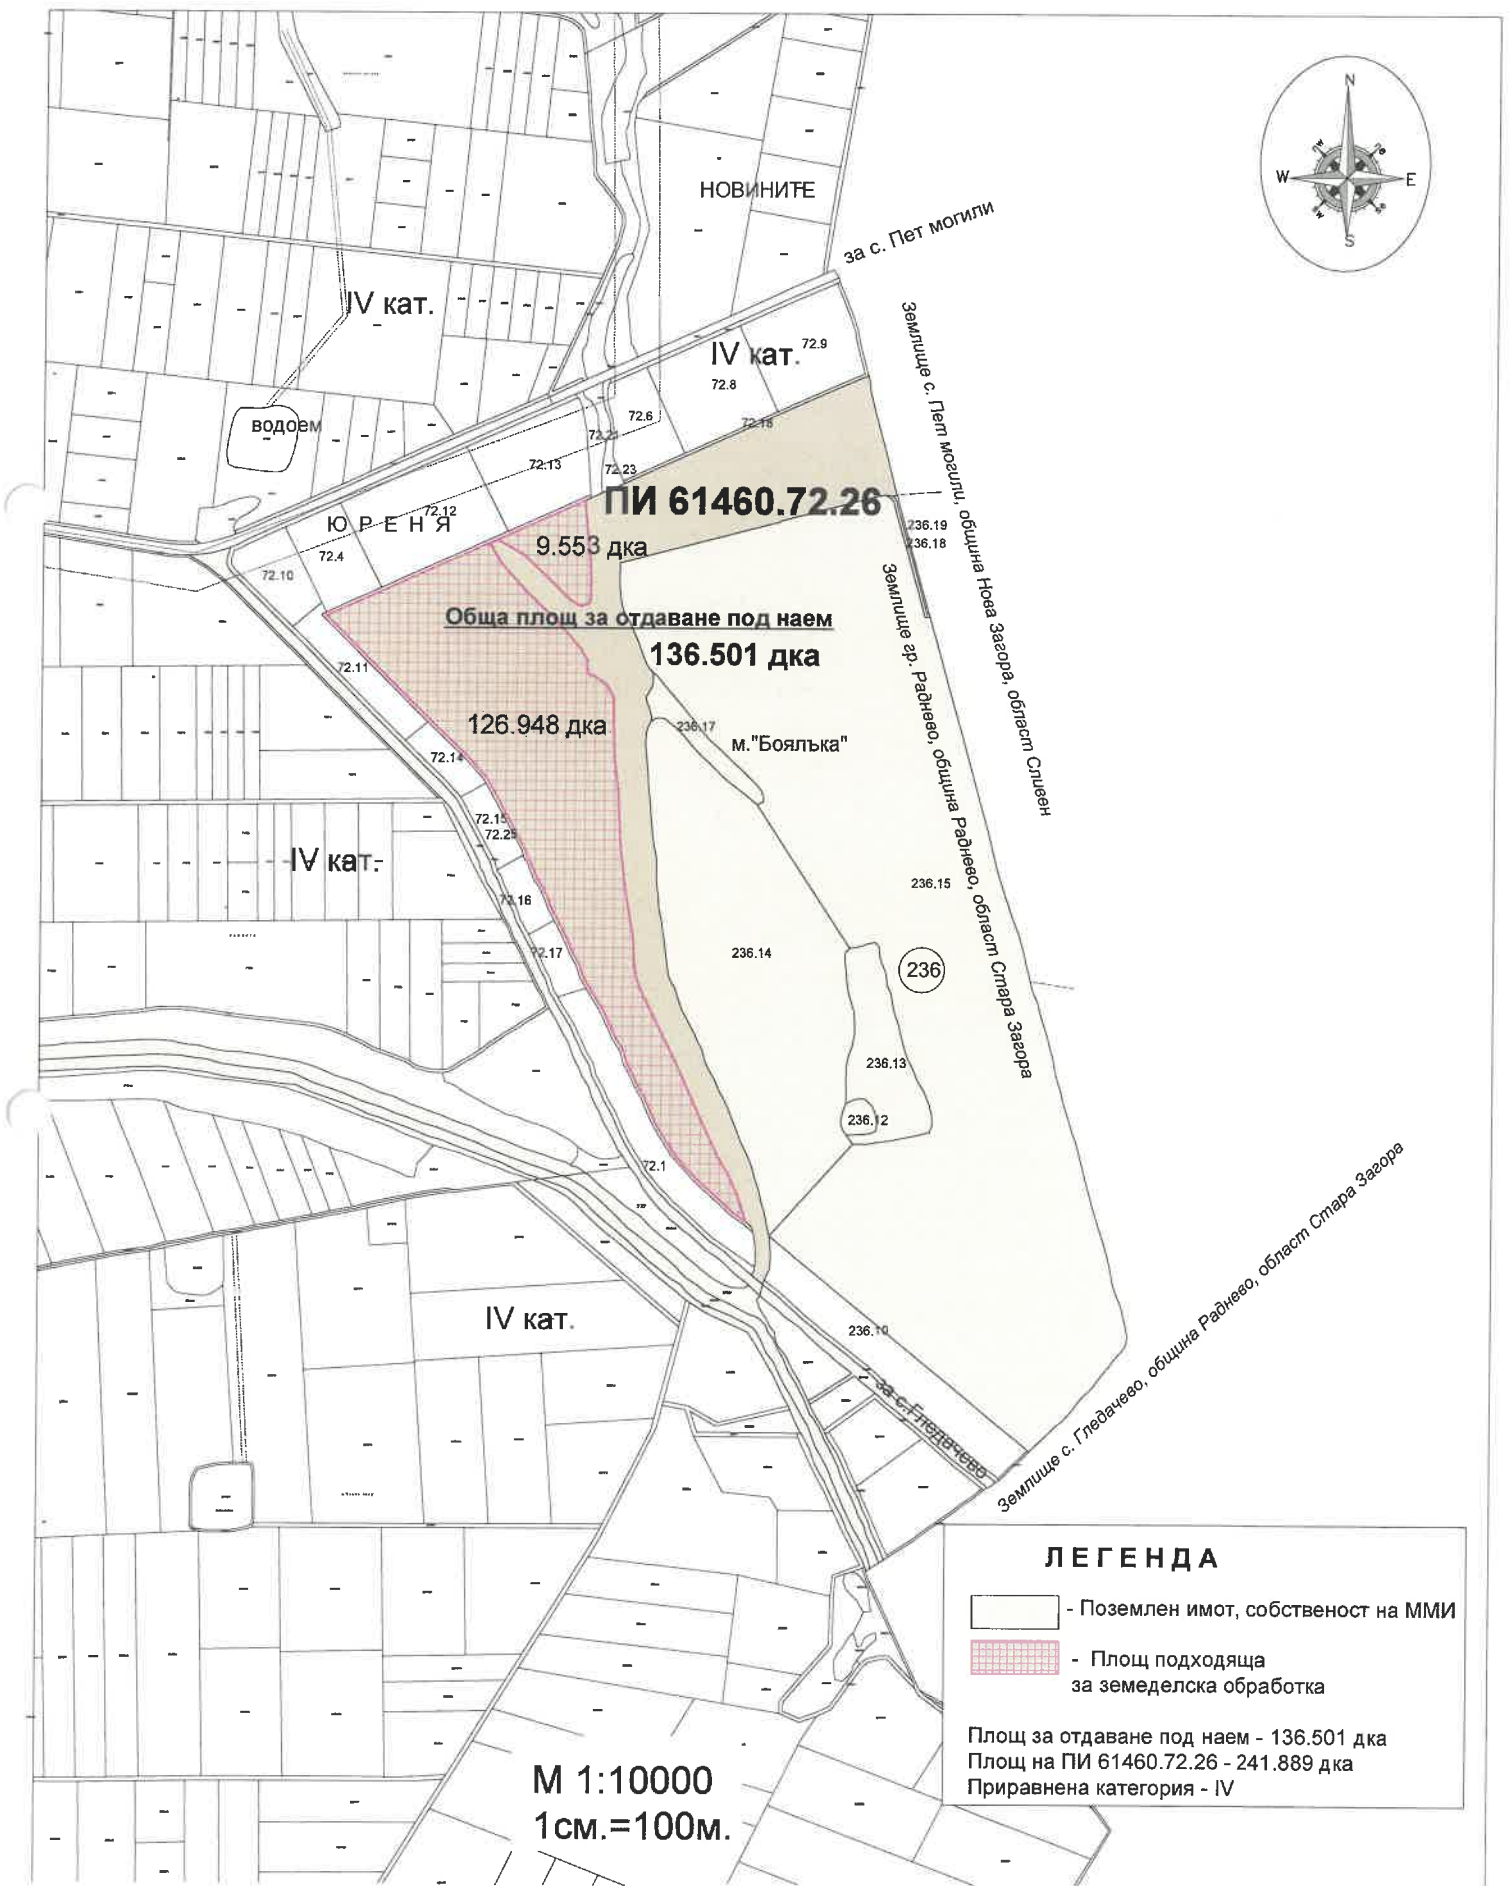 N
W
E
S
НОВИНИТЕ
за с. Пет могили
IV кат.
IV кат.
72.9
72.8
Землище с. Пет могили, община Нова Загора, област Сливен
водоем
72.6
72.18
72.21
72.13
72.23
ПИ 61460.72.26
72.12
ЮРЕНЯ
236.19
236.18
9.553 дка
72.4
72.10
Землище гр. Раднево, община Раднево, област Стара Загора
Обща площ за отдаване под наем
136.501 дка
72.11
126.948 дка
236.17
м."Боялъка"
72.14
72.15
72.25
IV кат.
236.15
72.16
72.17
236.14
236
236.13
236.12
72.1
Землище с. Гледачево, община Раднево, област Стара Загора
IV кат.
236.10
за с.Гледачево
ЛЕГЕНДА
- Поземлен имот, собственост на ММИ
- Площ подходяща
за земеделска обработка
Площ за отдаване под наем - 136.501 дка
Площ на ПИ 61460.72.26 - 241.889 дка
Приравнена категория - IV
М 1:10000
1см.=100м.